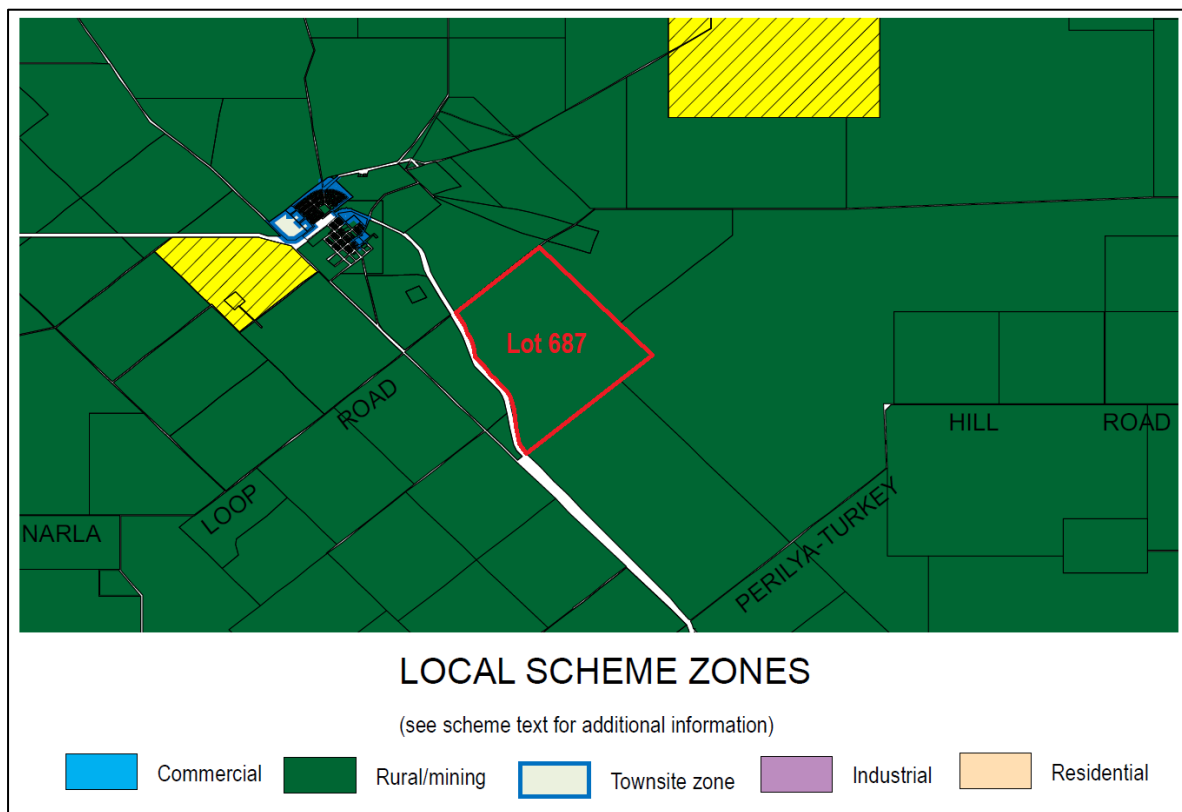 Lot 687
ROAD
HILL ROAD
LOOP
PERILYA-TURKEY
NARLA
LOCAL SCHEME ZONES
(see scheme text for additional information)
Commercial Rural/mining Townsite zone Industrial Residential